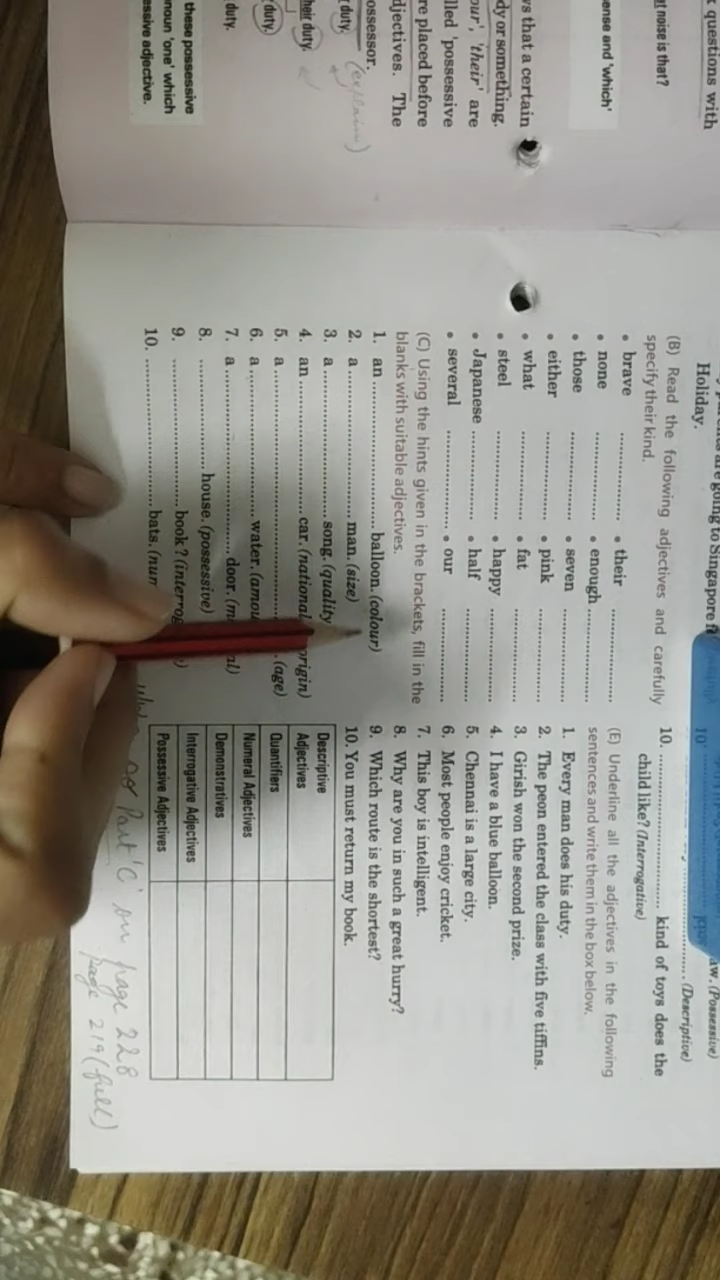 k questions with
noise is that?
ense and 'which'
ys that a certain
dy or something.
our', 'their' are
lled 'possessive
re placed before
djectives. The
ossessor.
(explain)
duty.
heir duty.
duty.
duty.
these possessive
noun 'one' which
essive adjective.
are going to Singapore
Holiday.
(B) Read the following adjectives and carefully
specify their kind.
• brave .................. • their ..................
• none .................. • enough ..................
• those .................. • seven ..................
• either .................. • pink ..................
• what .................. • fat ..................
• steel .................. • happy ..................
• Japanese .................. • half ..................
• several .................. • our ..................
(C) Using the hints given in the brackets, fill in the
blanks with suitable adjectives.
1. an .............................. balloon. (colour)
2. a .............................. man. (size)
3. a .............................. song. (quality
4. an .............................. car. (national origin)
5. a .............................. . (age)
6. a .............................. water. (amou
7. a .............................. door.
8. .............................. house. (possessive)
9. .............................. book? (interrog
10. .............................. bats. (num
aw. (Possessive)
.............................. (Descriptive)
10. .............................. kind of toys does the
child like? (Interrogative)
(E) Underline all the adjectives in the following
sentences and write them in the box below.
1. Every man does his duty.
2. The peon entered the class with five tiffins.
3. Girish won the second prize.
4. I have a blue balloon.
5. Chennai is a large city.
6. Most people enjoy cricket.
7. This boy is intelligent.
8. Why are you in such a great hurry?
9. Which route is the shortest?
10. You must return my book.
Descriptive
Adjectives
Quantifiers
Numeral Adjectives
Demonstratives
Interrogative Adjectives
Possessive Adjectives
Part 'C' on page 228
page 219 (full)